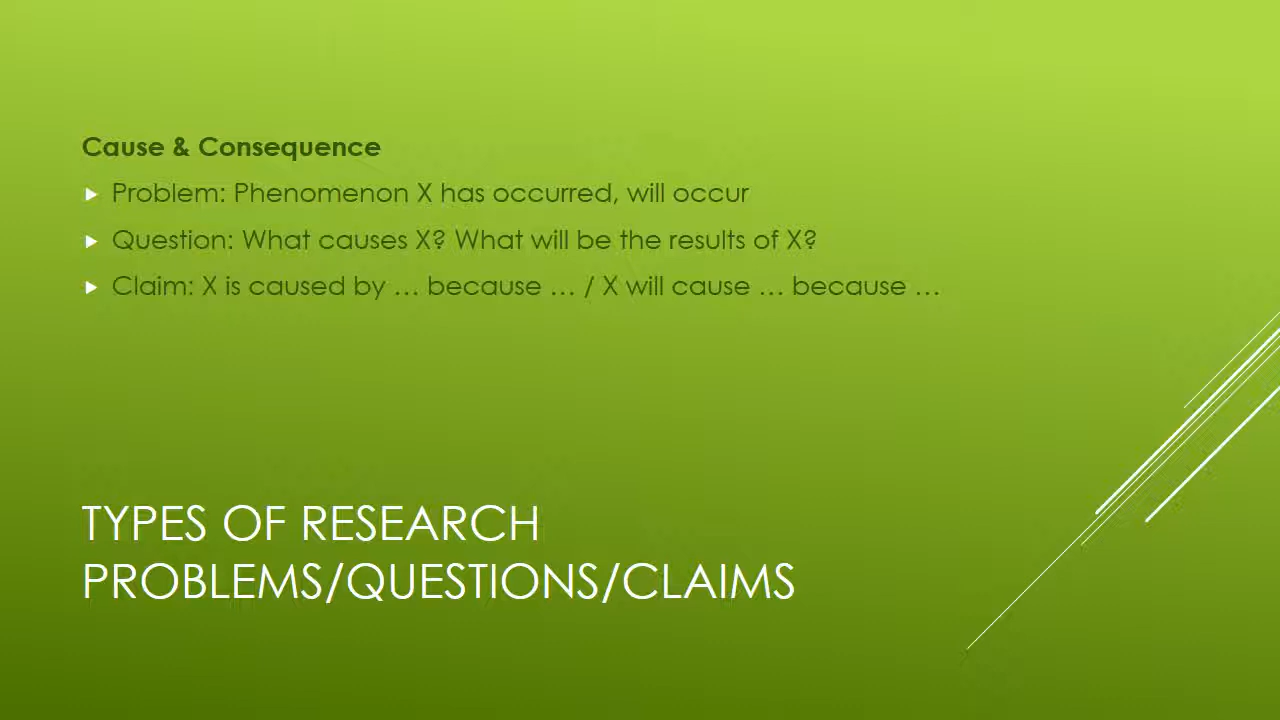 Cause & Consequence
Problem: Phenomenon X has occurred, will occur
Question: What causes X? What will be the results of X?
Claim: X is caused by … because … / X will cause … because …
TYPES OF RESEARCH
PROBLEMS/QUESTIONS/CLAIMS